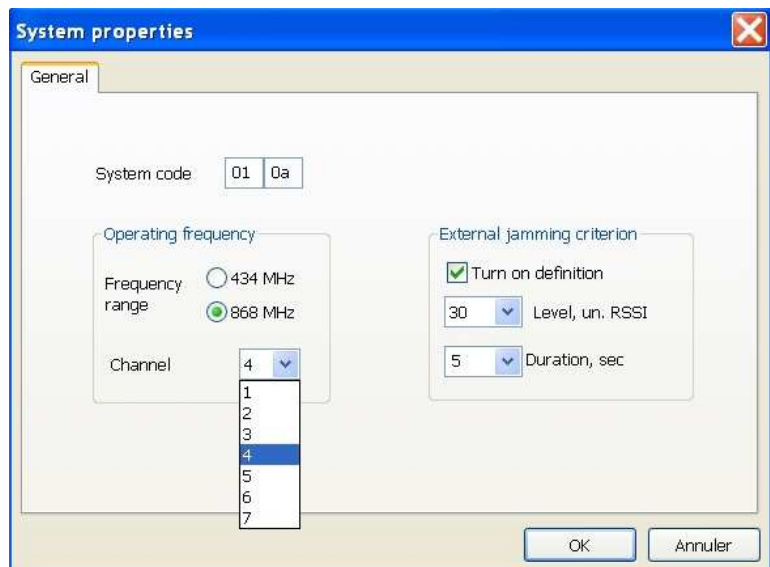 System properties
General
System code 01 0a
Operating frequency
Frequency range
434 MHz
868 MHz
Channel 4
1
2
3
4
5
6
7
External jamming criterion
Turn on definition
30 Level, un. RSSI
5 Duration, sec
OK Annuler